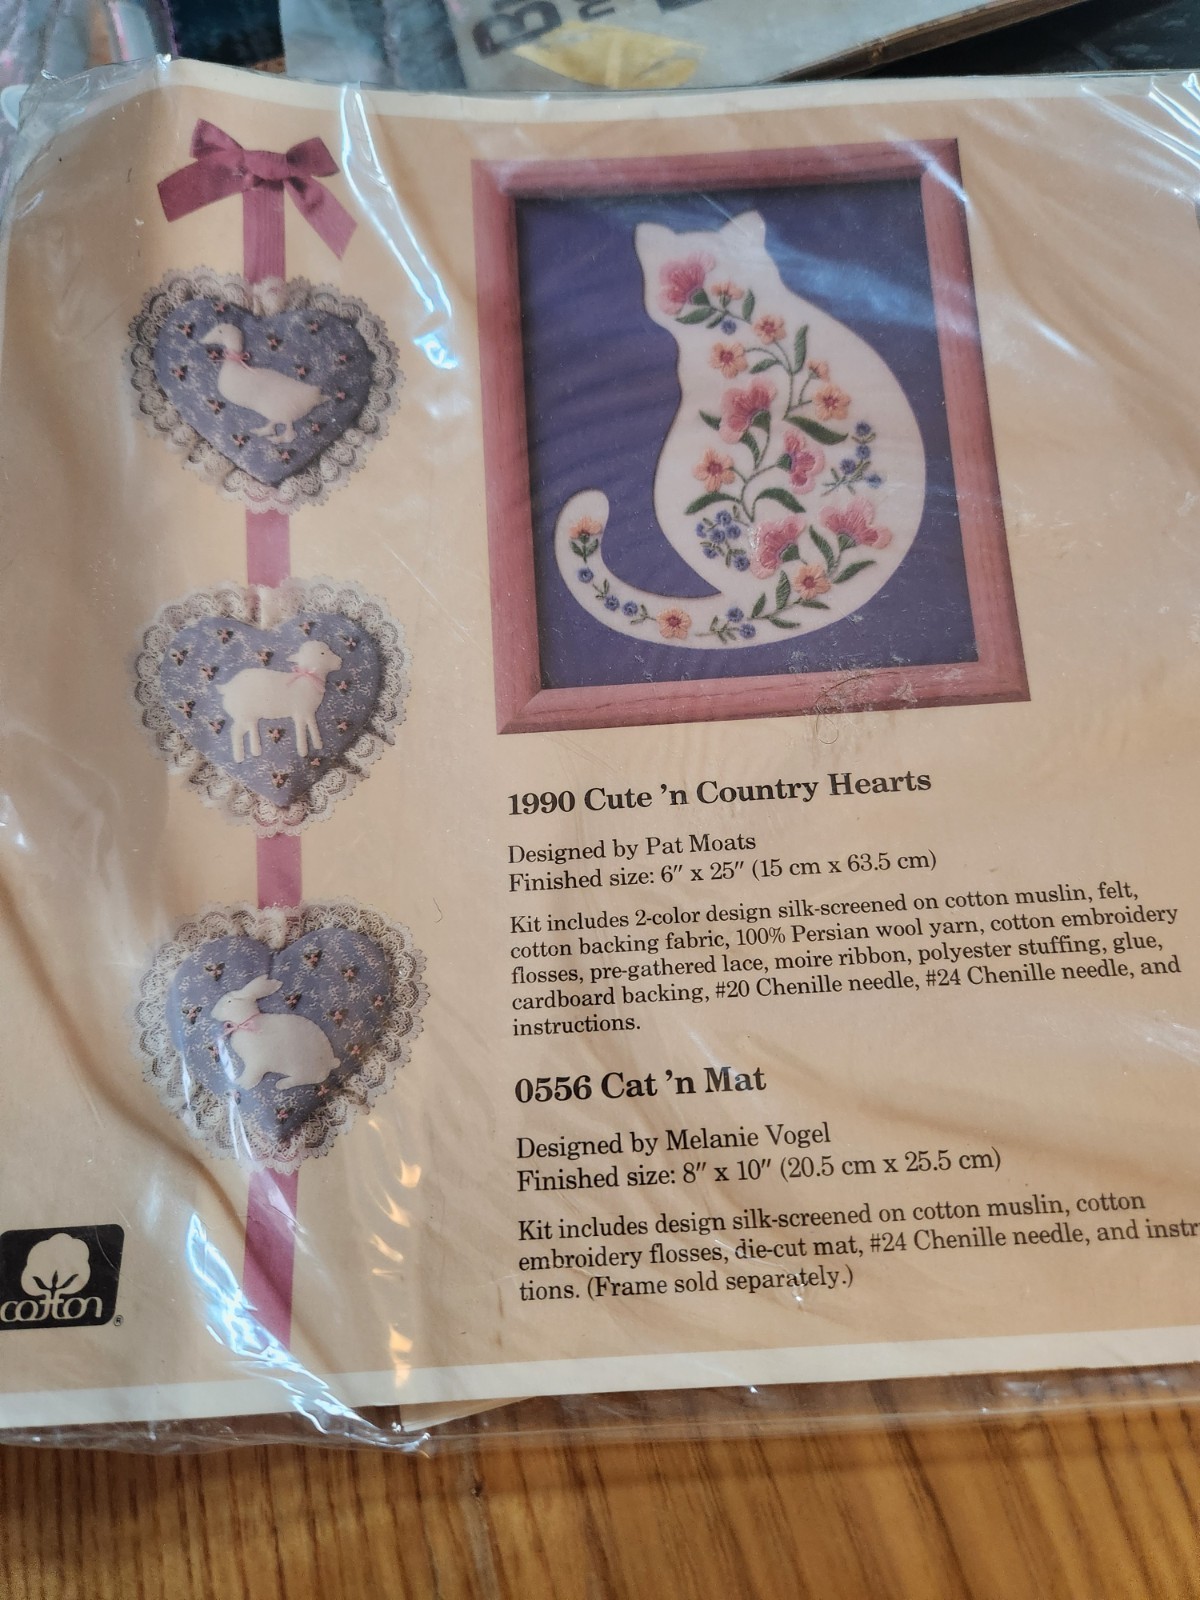 1990 Cute 'n Country Hearts
Designed by Pat Moats
Finished size: 6" x 25" (15 cm x 63.5 cm)
Kit includes 2-color design silk-screened on cotton muslin, felt,
cotton backing fabric, 100% Persian wool yarn, cotton embroidery
flosses, pre-gathered lace, moire ribbon, polyester stuffing, glue,
cardboard backing, #20 Chenille needle, #24 Chenille needle, and
instructions.
0556 Cat 'n Mat
Designed by Melanie Vogel
Finished size: 8" x 10" (20.5 cm x 25.5 cm)
Kit includes design silk-screened on cotton muslin, cotton
embroidery flosses, die-cut mat, #24 Chenille needle, and instr
tions. (Frame sold separately.)
cotton ®